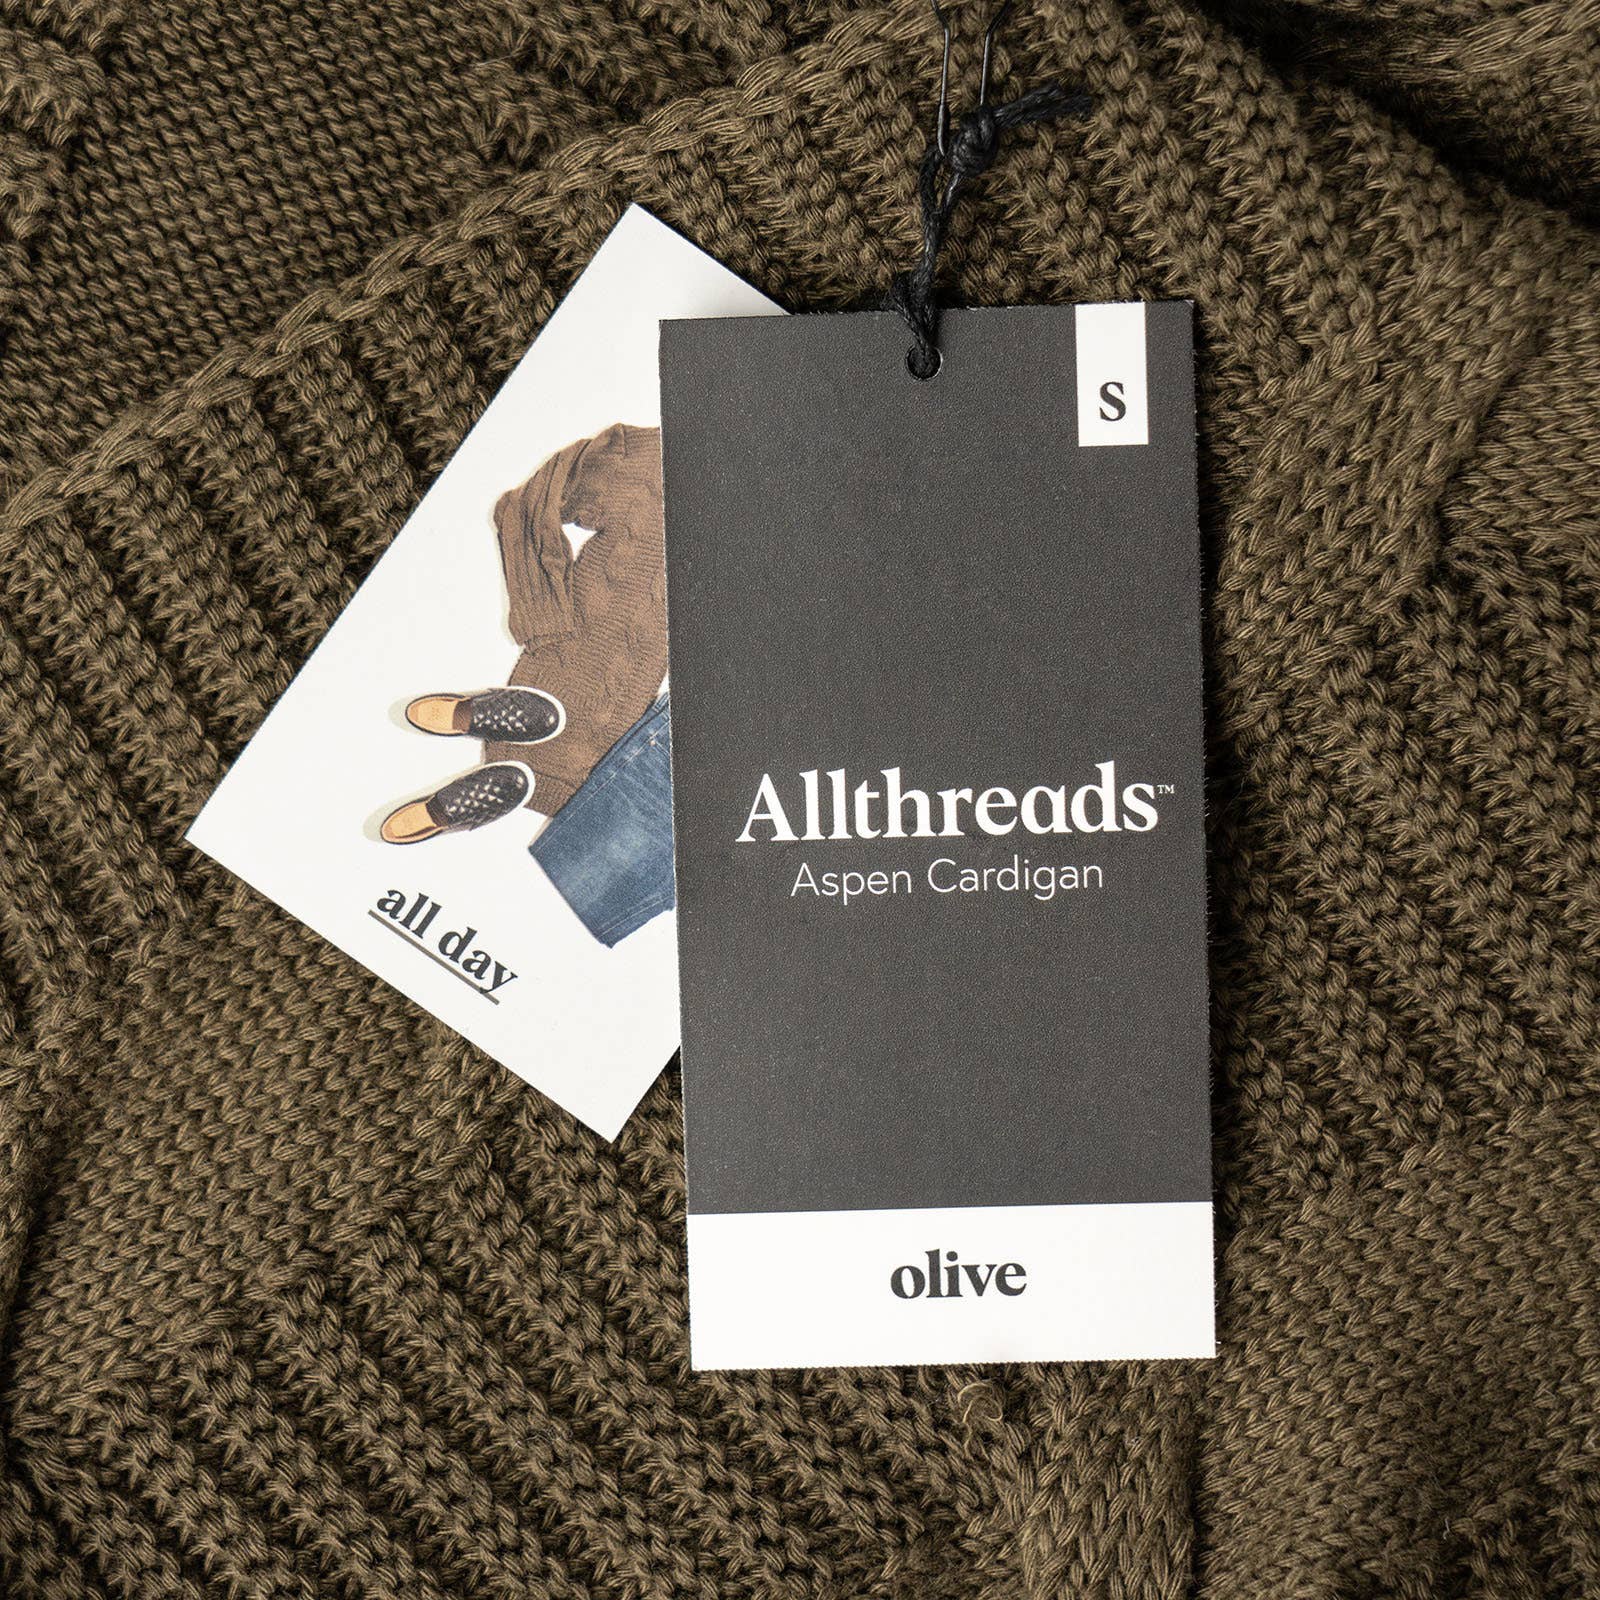 S
Allthreads™
Aspen Cardigan
olive
all day